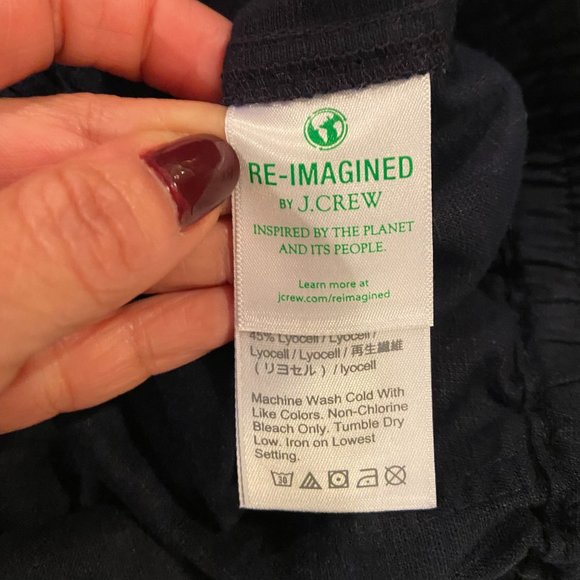 RE-IMAGINED
BY J.CREW
INSPIRED BY THE PLANET
AND ITS PEOPLE.
Learn more at
jcrew.com/reimagined
45% Lyocell / Lyocell /
Lyocell / Lyocell / 再生繊維
(リヨセル) / lyocell
Machine Wash Cold With
Like Colors. Non-Chlorine
Bleach Only. Tumble Dry
Low. Iron on Lowest
Setting.
30